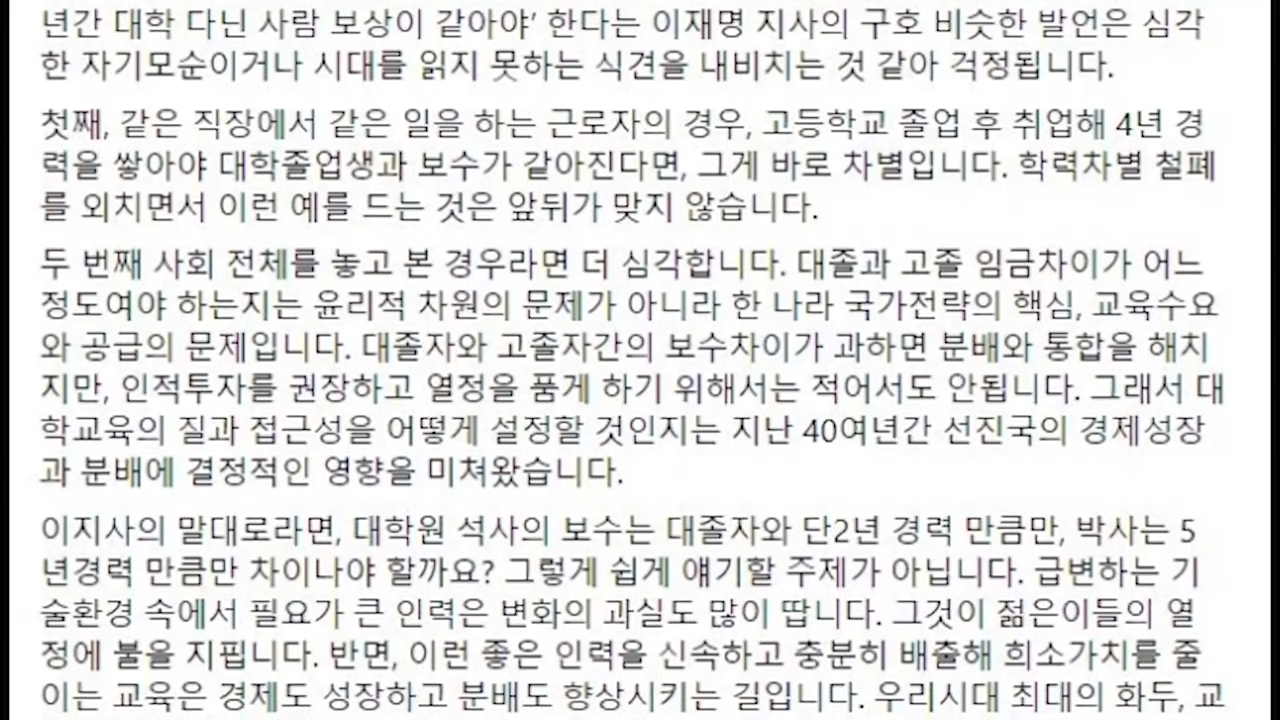 년간 대학 다닌 사람 보상이 같아야’ 한다는 이재명 지사의 구호 비슷한 발언은 심각
한 자기모순이거나 시대를 읽지 못하는 식견을 내비치는 것 같아 걱정됩니다.
첫째, 같은 직장에서 같은 일을 하는 근로자의 경우, 고등학교 졸업 후 취업해 4년 경
력을 쌓아야 대학졸업생과 보수가 같아진다면, 그게 바로 차별입니다. 학력차별 철폐
를 외치면서 이런 예를 드는 것은 앞뒤가 맞지 않습니다.
두 번째 사회 전체를 놓고 본 경우라면 더 심각합니다. 대졸과 고졸 임금차이가 어느
정도여야 하는지는 윤리적 차원의 문제가 아니라 한 나라 국가전략의 핵심, 교육수요
와 공급의 문제입니다. 대졸자와 고졸자간의 보수차이가 과하면 분배와 통합을 해치
지만, 인적투자를 권장하고 열정을 품게 하기 위해서는 적어서도 안됩니다. 그래서 대
학교육의 질과 접근성을 어떻게 설정할 것인지는 지난 40여년간 선진국의 경제성장
과 분배에 결정적인 영향을 미쳐왔습니다.
이지사의 말대로라면, 대학원 석사의 보수는 대졸자와 단2년 경력 만큼만, 박사는 5
년경력 만큼만 차이나야 할까요? 그렇게 쉽게 얘기할 주제가 아닙니다. 급변하는 기
술환경 속에서 필요가 큰 인력은 변화의 과실도 많이 땁니다. 그것이 젊은이들의 열
정에 불을 지핍니다. 반면, 이런 좋은 인력을 신속하고 충분히 배출해 희소가치를 줄
이는 교육은 경제도 성장하고 분배도 향상시키는 길입니다. 우리시대 최대의 화두, 교